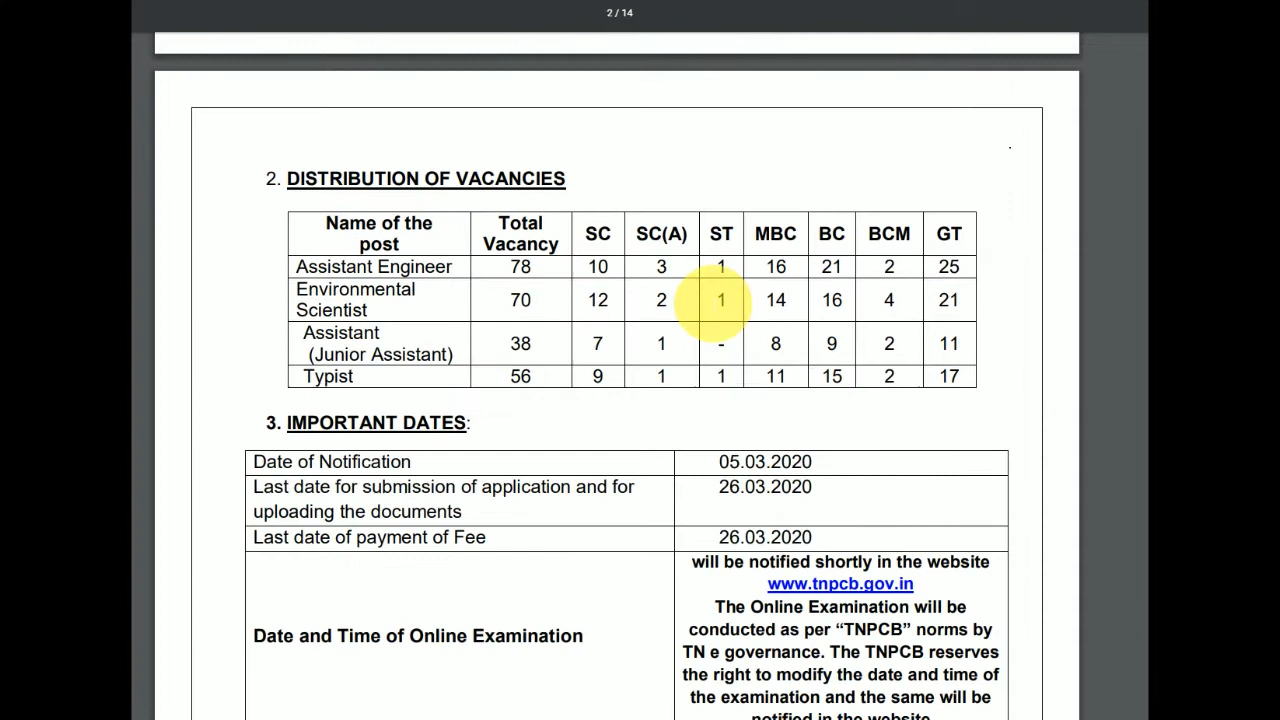 2 / 14
2. DISTRIBUTION OF VACANCIES
Name of the post Total Vacancy SC SC(A) ST MBC BC BCM GT
Assistant Engineer 78 10 3 1 16 21 2 25
Environmental Scientist 70 12 2 1 14 16 4 21
Assistant (Junior Assistant) 38 7 1 - 8 9 2 11
Typist 56 9 1 1 11 15 2 17
3. IMPORTANT DATES:
Date of Notification 05.03.2020
Last date for submission of application and for 26.03.2020
uploading the documents
Last date of payment of Fee 26.03.2020
Date and Time of Online Examination
will be notified shortly in the website
www.tnpcb.gov.in
The Online Examination will be
conducted as per “TNPCB” norms by
TN e governance. The TNPCB reserves
the right to modify the date and time of
the examination and the same will be
notified in the website